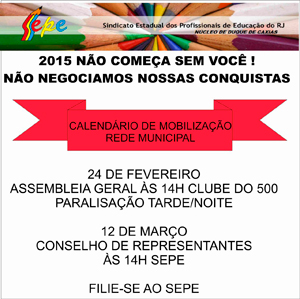 Sepe
Sindicato Estadual dos Profissionais de Educação do RJ
NÚCLEO DE DUQUE DE CAXIAS
2015 NÃO COMEÇA SEM VOCÊ !
NÃO NEGOCIAMOS NOSSAS CONQUISTAS
CALENDÁRIO DE MOBILIZAÇÃO
REDE MUNICIPAL
24 DE FEVEREIRO
ASSEMBLEIA GERAL ÀS 14H CLUBE DO 500
PARALISAÇÃO TARDE/NOITE
12 DE MARÇO
CONSELHO DE REPRESENTANTES
ÀS 14H SEPE
FILIE-SE AO SEPE